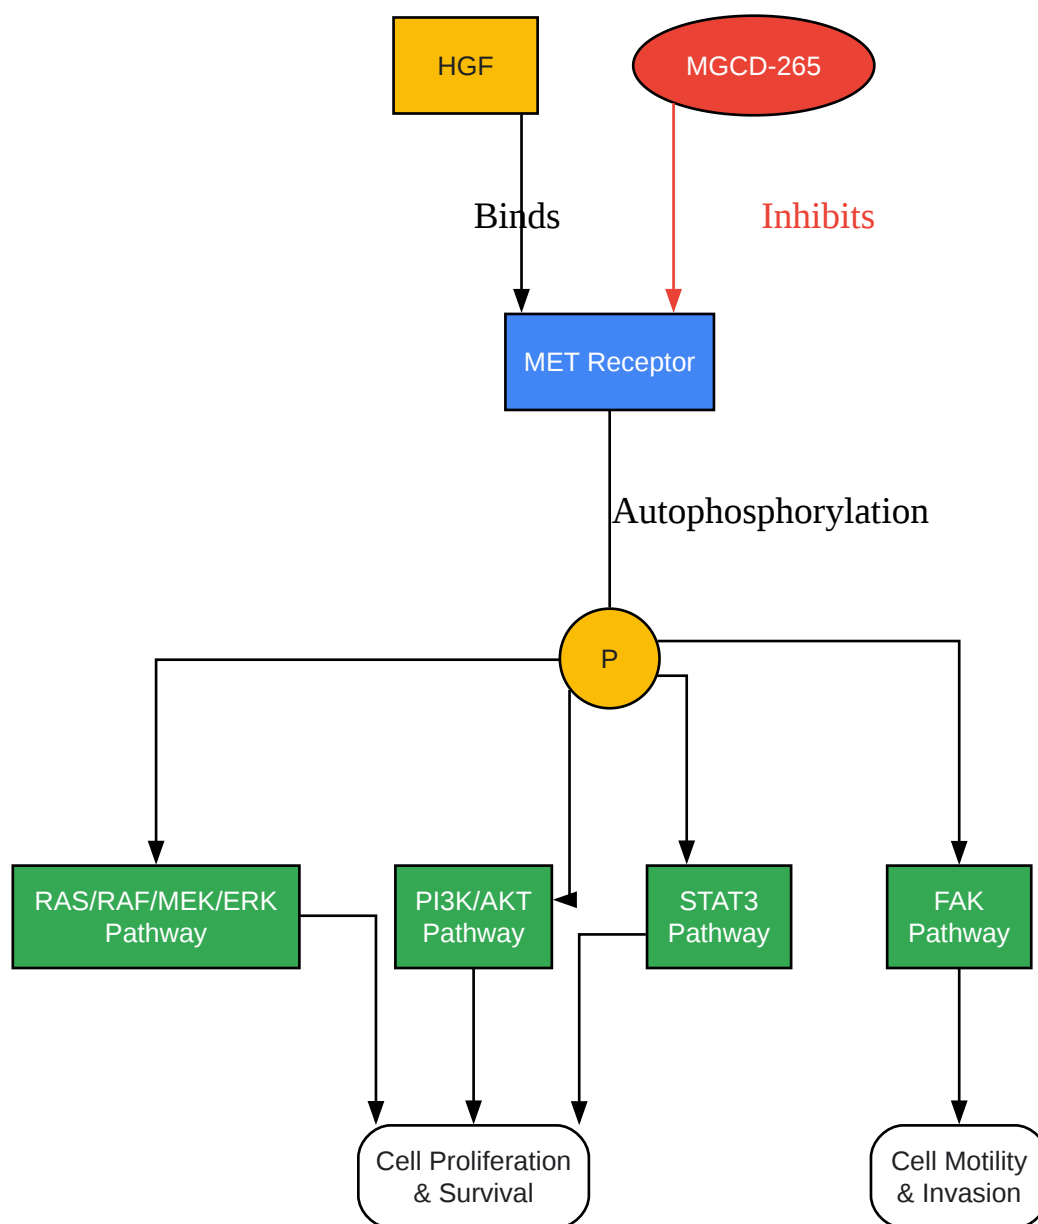 HGF
MGCD-265
Binds
Inhibits
MET Receptor
Autophosphorylation
P
RAS/RAF/MEK/ERK
Pathway
PI3K/AKT
Pathway
STAT3
Pathway
FAK
Pathway
Cell Proliferation
& Survival
Cell Motility
& Invasion